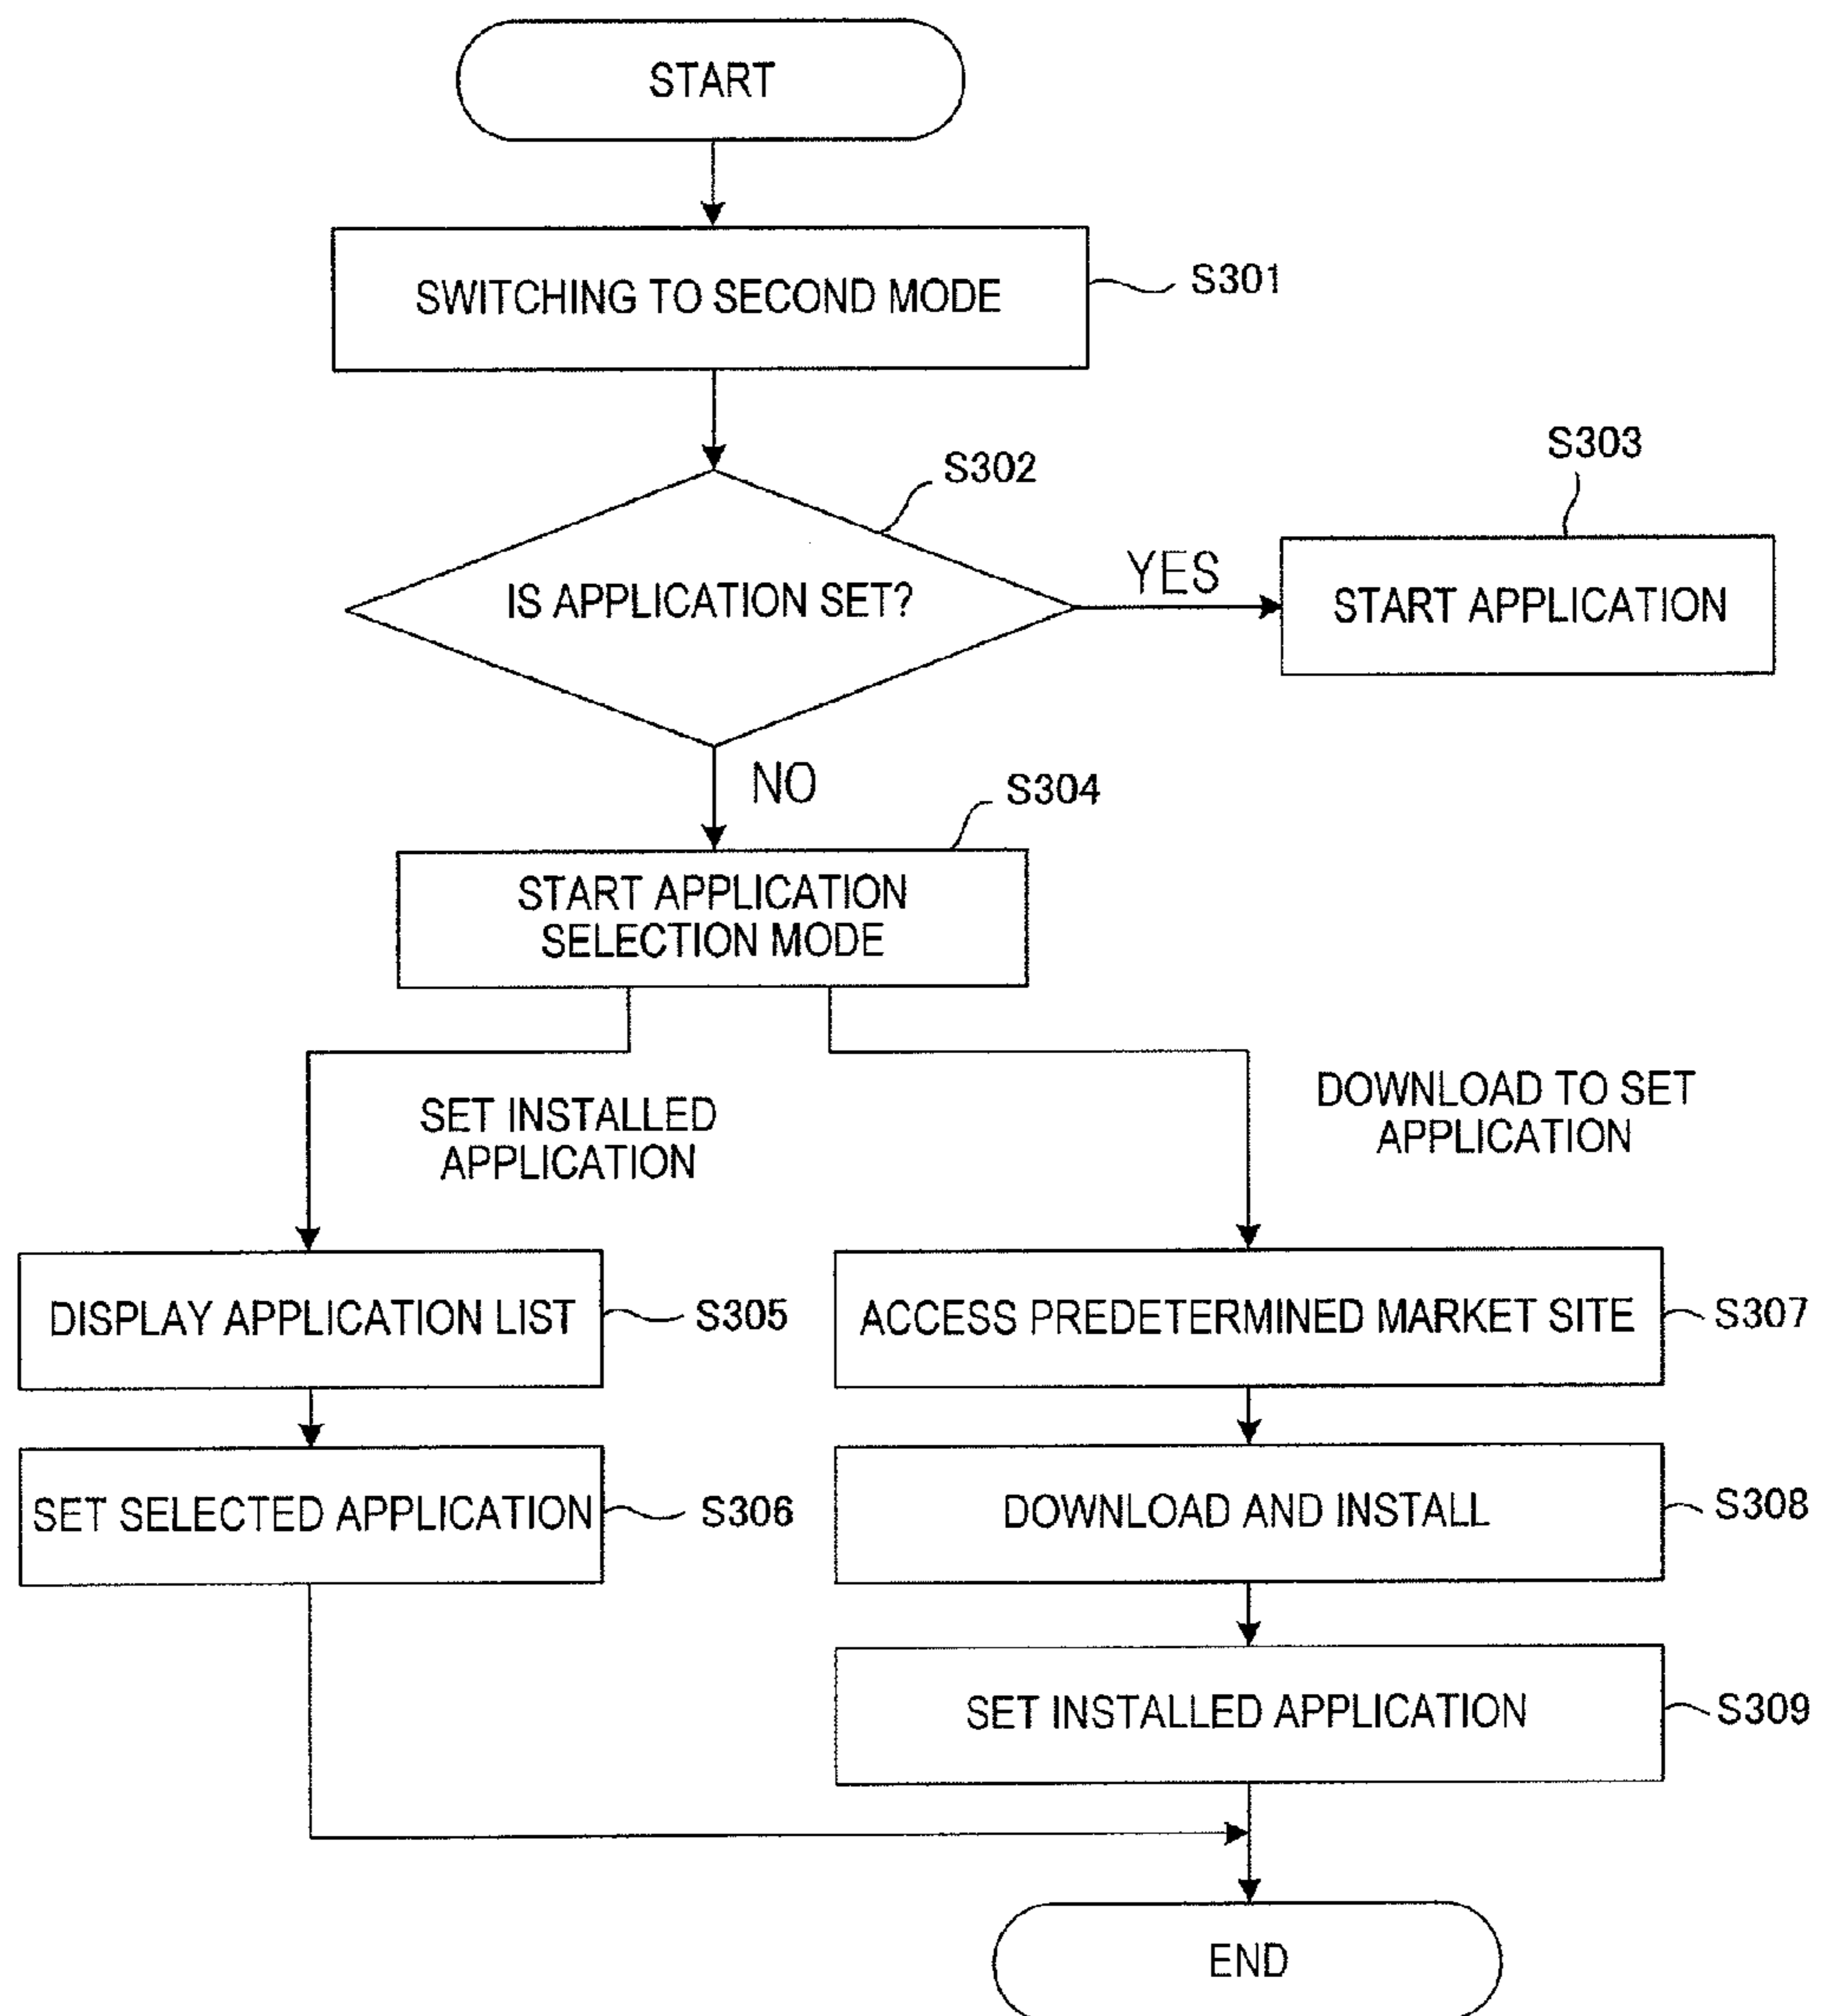 START
SWITCHING TO SECOND MODE
S301
S302
IS APPLICATION SET?
YES
S303
START APPLICATION
NO
S304
START APPLICATION
SELECTION MODE
SET INSTALLED
APPLICATION
DOWNLOAD TO SET
APPLICATION
DISPLAY APPLICATION LIST
S305
ACCESS PREDETERMINED MARKET SITE
S307
SET SELECTED APPLICATION
S306
DOWNLOAD AND INSTALL
S308
SET INSTALLED APPLICATION
S309
END